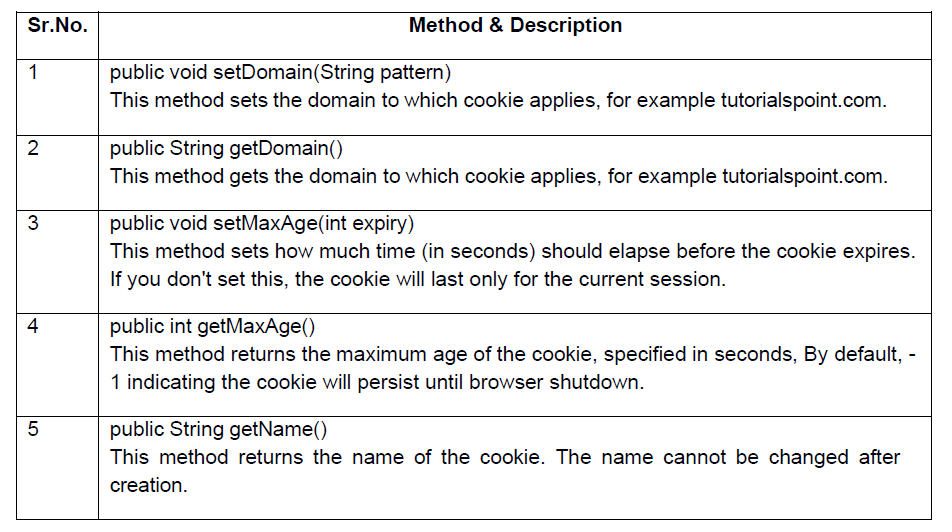 Sr.No. Method & Description
1 public void setDomain(String pattern)
This method sets the domain to which cookie applies, for example tutorialspoint.com.
2 public String getDomain()
This method gets the domain to which cookie applies, for example tutorialspoint.com.
3 public void setMaxAge(int expiry)
This method sets how much time (in seconds) should elapse before the cookie expires.
If you don't set this, the cookie will last only for the current session.
4 public int getMaxAge()
This method returns the maximum age of the cookie, specified in seconds, By default, -
1 indicating the cookie will persist until browser shutdown.
5 public String getName()
This method returns the name of the cookie. The name cannot be changed after
creation.